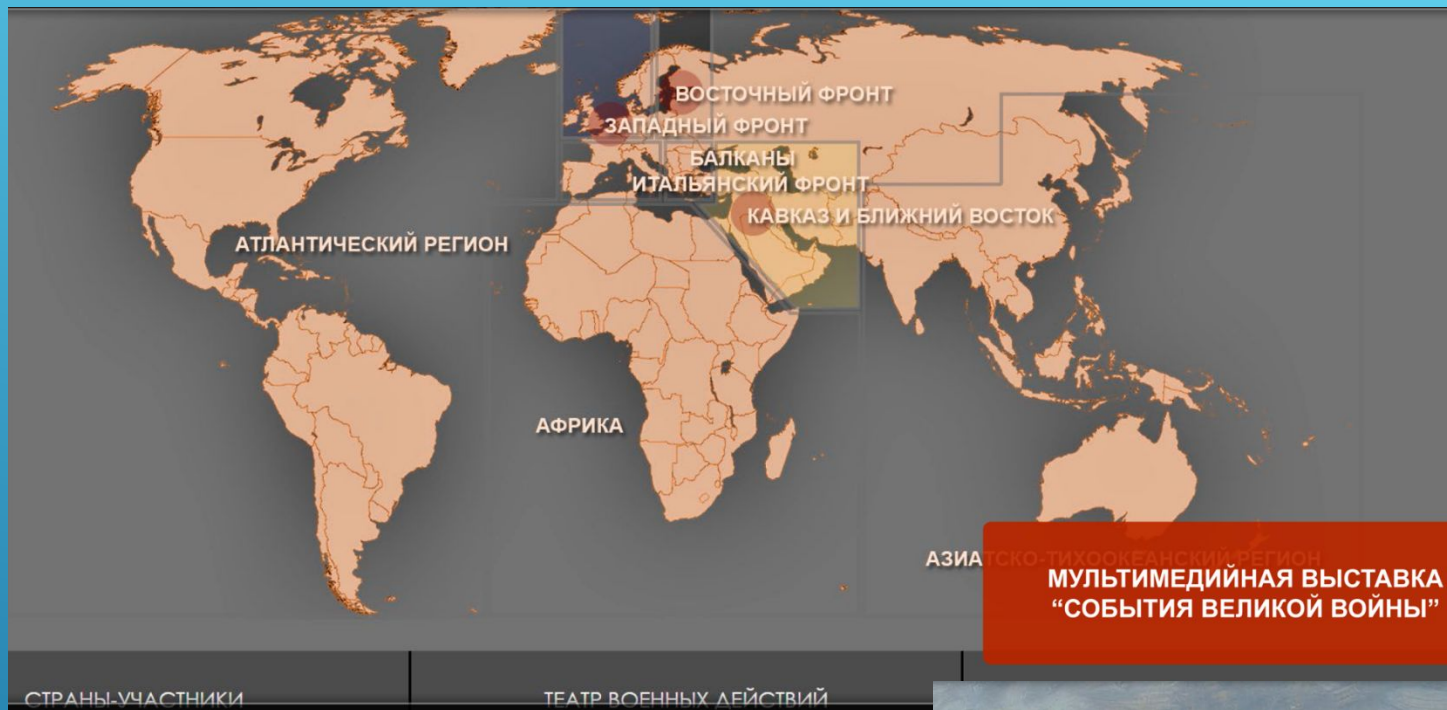 ВОСТОЧНЫЙ ФРОНТ
ЗАПАДНЫЙ ФРОНТ
БАЛКАНЫ
ИТАЛЬЯНСКИЙ ФРОНТ
КАВКАЗ И БЛИЖНИЙ ВОСТОК
АТЛАНТИЧЕСКИЙ РЕГИОН
АФРИКА
АЗИАТСКО-ТИХООКЕАНСКИЙ РЕГИОН
МУЛЬТИМЕДИЙНАЯ ВЫСТАВКА
“СОБЫТИЯ ВЕЛИКОЙ ВОЙНЫ”
СТРАНЫ-УЧАСТНИКИ
ТЕАТР ВОЕННЫХ ДЕЙСТВИЙ